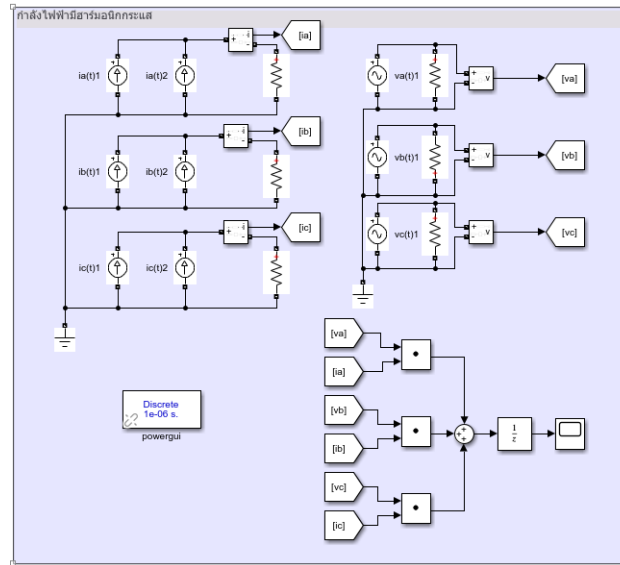 กำลังไฟฟ้ามีฮาร์มอนิกกระแส
ia(t)1
ia(t)2
+
-
i
[ia]
ib(t)1
ib(t)2
+
-
i
[ib]
ic(t)1
ic(t)2
+
-
i
[ic]
va(t)1
+
-
v
[va]
vb(t)1
+
-
v
[vb]
vc(t)1
+
-
v
[vc]
Discrete
1e-06 s.
powergui
[va]
[ia]
[vb]
[ib]
[vc]
[ic]
+
+
+
1
z